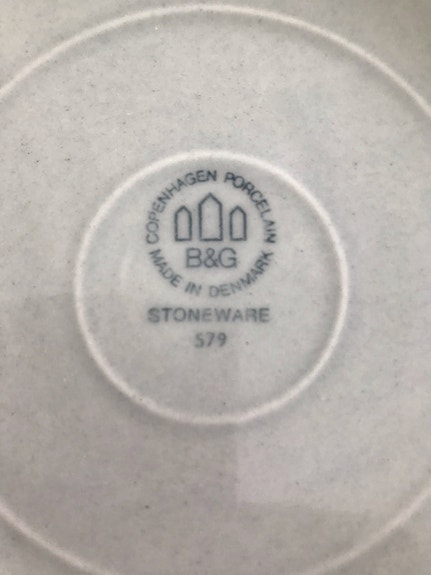 COPENHAGEN PORCELAIN
B&G
MADE IN DENMARK
STONEWARE
579